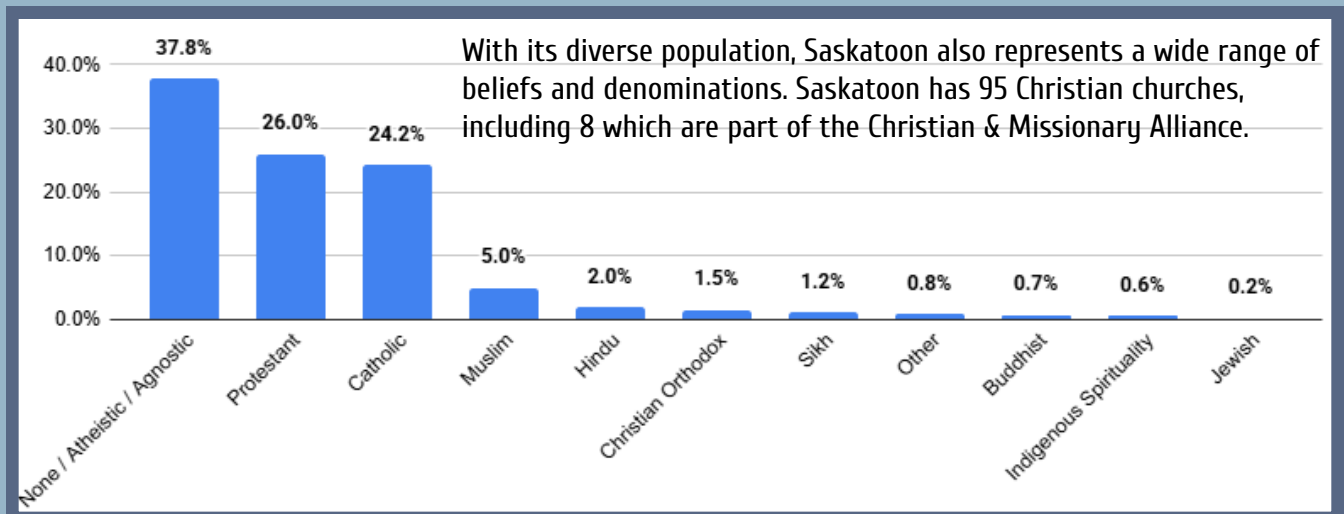 With its diverse population, Saskatoon also represents a wide range of
beliefs and denominations. Saskatoon has 95 Christian churches,
including 8 which are part of the Christian & Missionary Alliance.
40.0%
30.0%
20.0%
10.0%
0.0%
37.8%
26.0%
24.2%
5.0%
2.0%
1.5%
1.2%
0.8%
0.7%
0.6%
0.2%
None / Atheistic / Agnostic
Protestant
Catholic
Muslim
Hindu
Christian Orthodox
Sikh
Other
Buddhist
Indigenous Spirituality
Jewish